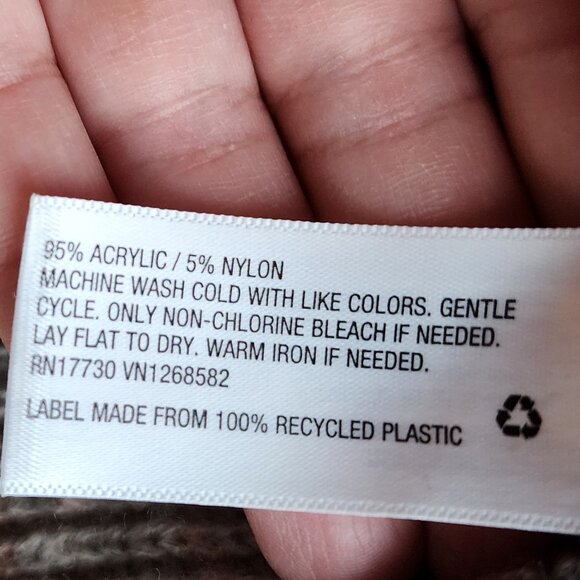 95% ACRYLIC / 5% NYLON
MACHINE WASH COLD WITH LIKE COLORS. GENTLE
CYCLE. ONLY NON-CHLORINE BLEACH IF NEEDED.
LAY FLAT TO DRY. WARM IRON IF NEEDED.
RN17730 VN1268582
LABEL MADE FROM 100% RECYCLED PLASTIC